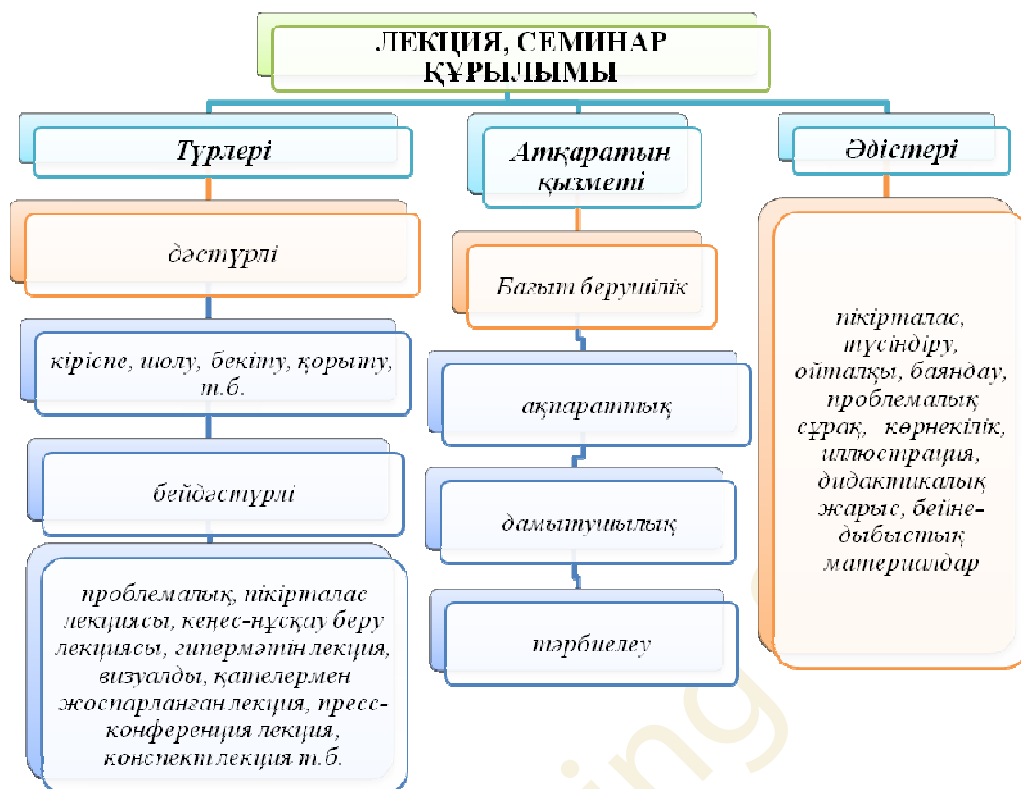 ЛЕКЦИЯ, СЕМИНАР
ҚҰРЫЛЫМЫ
Түрлері
дәстүрлі
кіріспе, шолу, бекіту, қорыту,
т.б.
бейдәстүрлі
проблемалық, пікірталас
лекциясы, кеңес-нұсқау беру
лекциясы, гипермәтін лекция,
визуалды, қателермен
жоспарланған лекция, пресс-
конференция лекция,
конспект лекция т.б.
Атқаратын
қызметі
Бағыт берушілік
ақпараттық
дамытушылық
тәрбиелеу
Әдістері
пікірталас,
түсіндіру,
ойталқы, баяндау,
проблемалық
сұрақ, көрнекілік,
иллюстрация,
дидактикалық
жарыс, бейне-
дыбыстық
материалдар